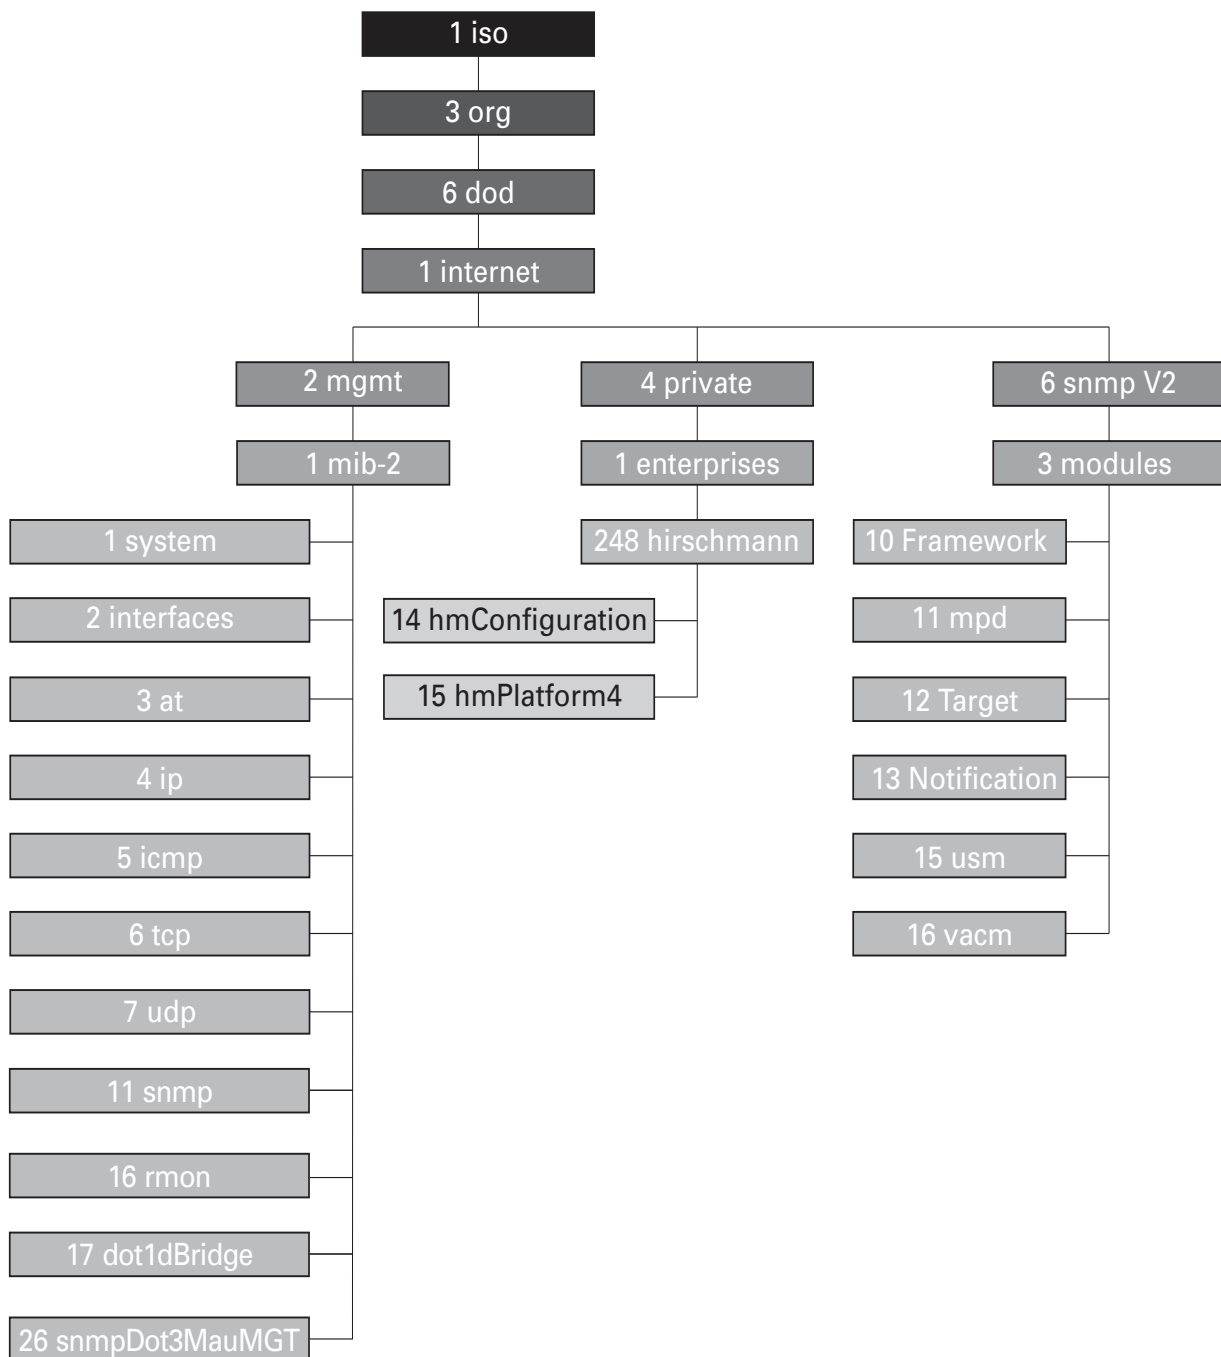 1 iso
3 org
6 dod
1 internet
2 mgmt
4 private
6 snmp V2
1 mib-2
1 enterprises
3 modules
1 system
248 hirschmann
10 Framework
2 interfaces
14 hmConfiguration
11 mpd
3 at
15 hmPlatform4
12 Target
4 ip
13 Notification
5 icmp
15 usm
6 tcp
16 vacm
7 udp
11 snmp
16 rmon
17 dot1dBridge
26 snmpDot3MauMGT